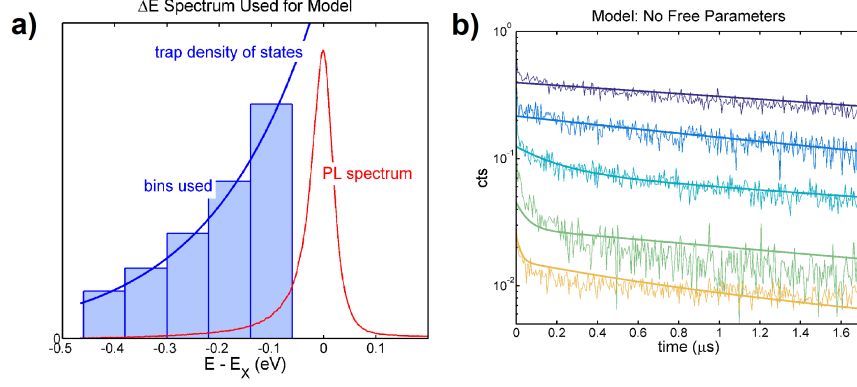 a)
ΔE Spectrum Used for Model
trap density of states
bins used
PL spectrum
0
-0.5
-0.4
-0.3
-0.2
-0.1
0
0.1
E - E_X (eV)
b)
Model: No Free Parameters
10^0
10^-1
10^-2
cts
0
0.2
0.4
0.6
0.8
1
1.2
1.4
1.6
time (μs)